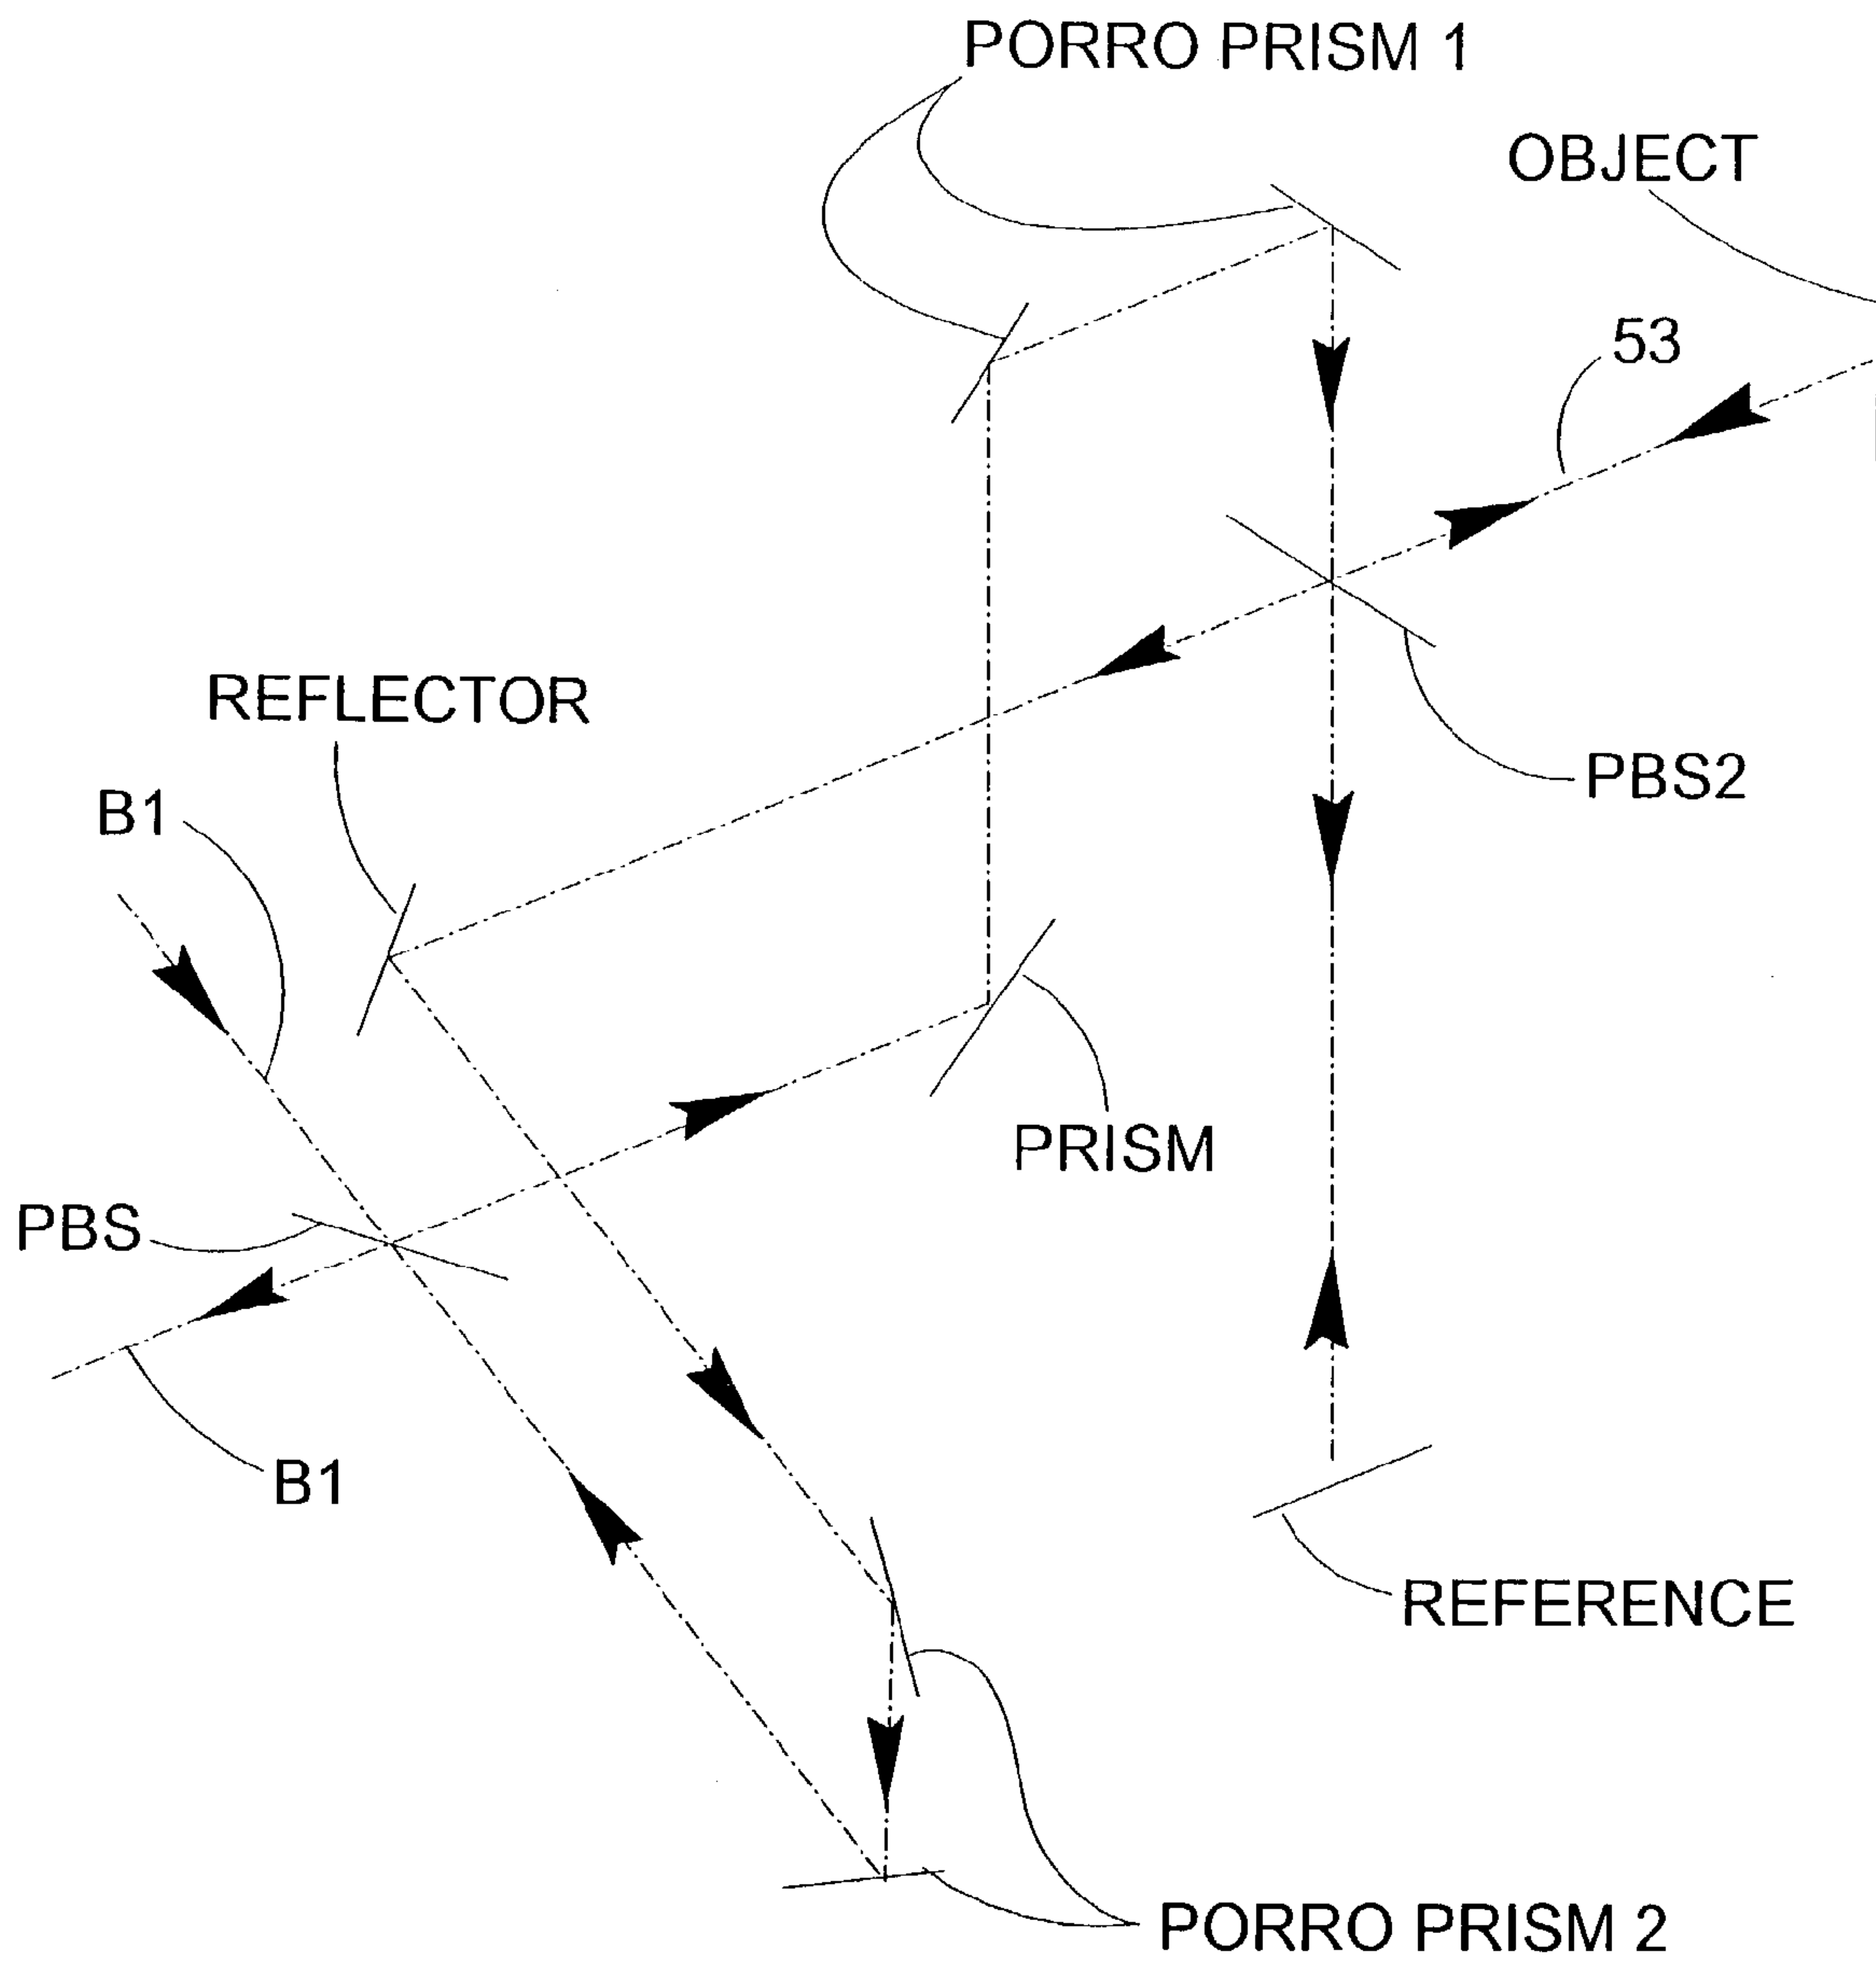 PORRO PRISM 1
OBJECT
53
REFLECTOR
PBS2
B1
PRISM
PBS
B1
REFERENCE
PORRO PRISM 2